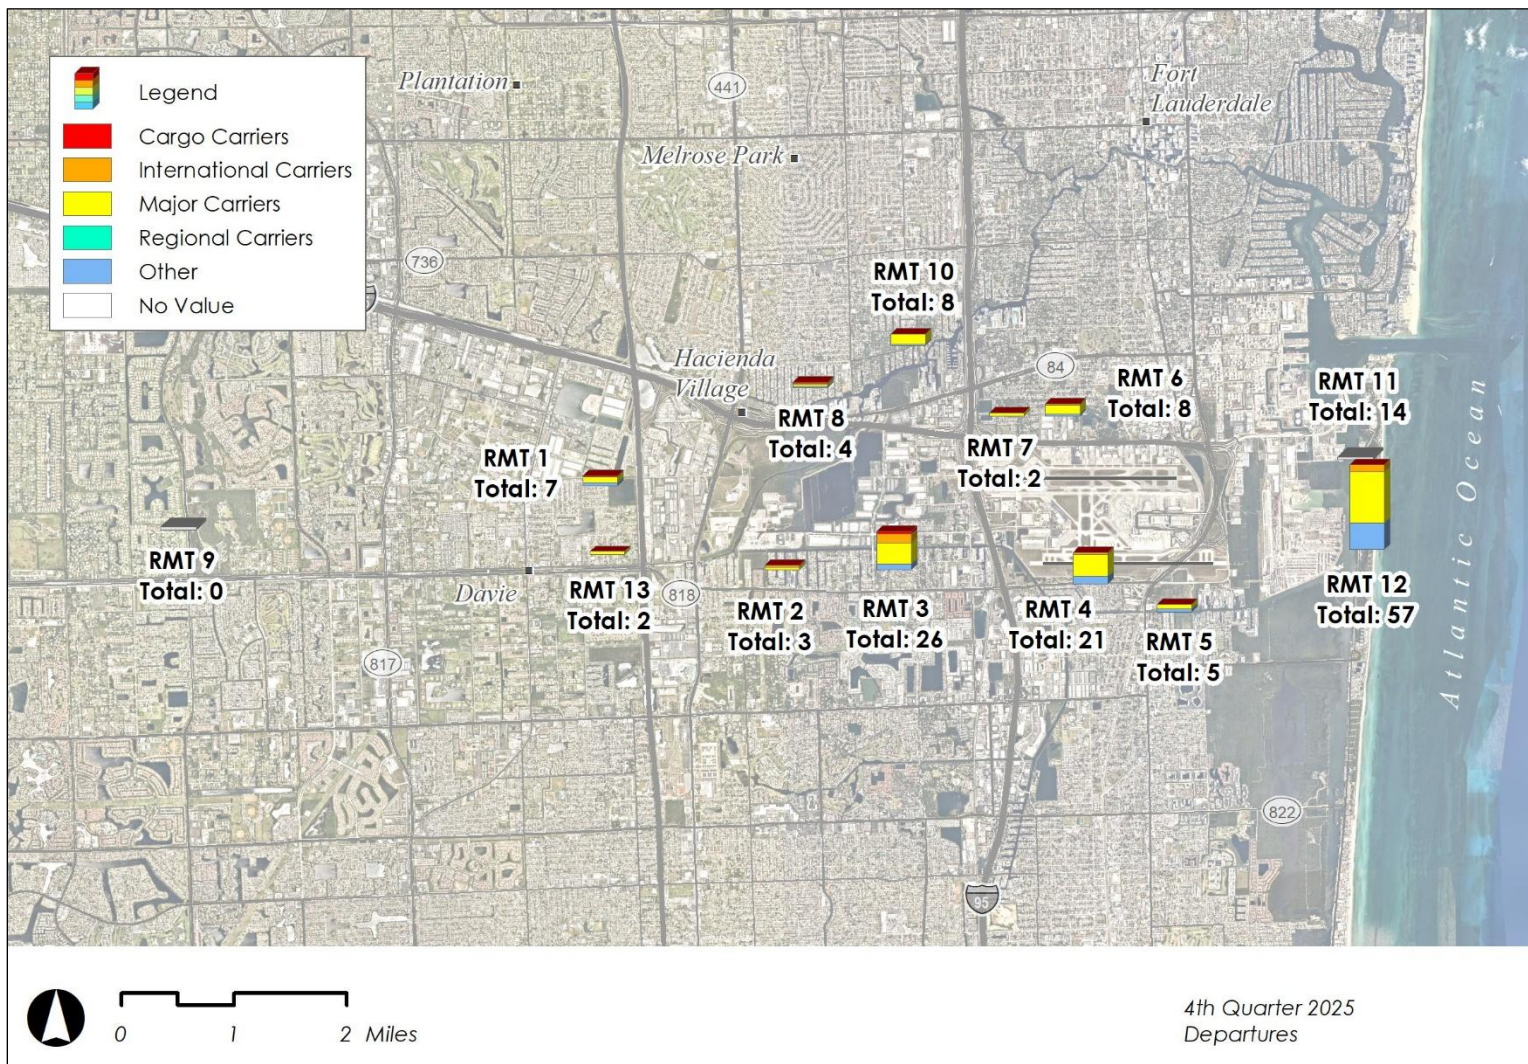 Legend
Cargo Carriers
International Carriers
Major Carriers
Regional Carriers
Other
No Value
Plantation
441
Fort
Lauderdale
Melrose Park
736
RMT 10
Total: 8
Hacienda
Village
84
RMT 6
Total: 8
RMT 11
Total: 14
RMT 8
Total: 4
RMT 7
Total: 2
RMT 1
Total: 7
RMT 9
Total: 0
Davie
RMT 13
Total: 2
818
RMT 2
Total: 3
RMT 3
Total: 26
RMT 4
Total: 21
RMT 5
Total: 5
RMT 12
Total: 57
Atlantic Ocean
817
822
95
0 1 2 Miles
4th Quarter 2025
Departures